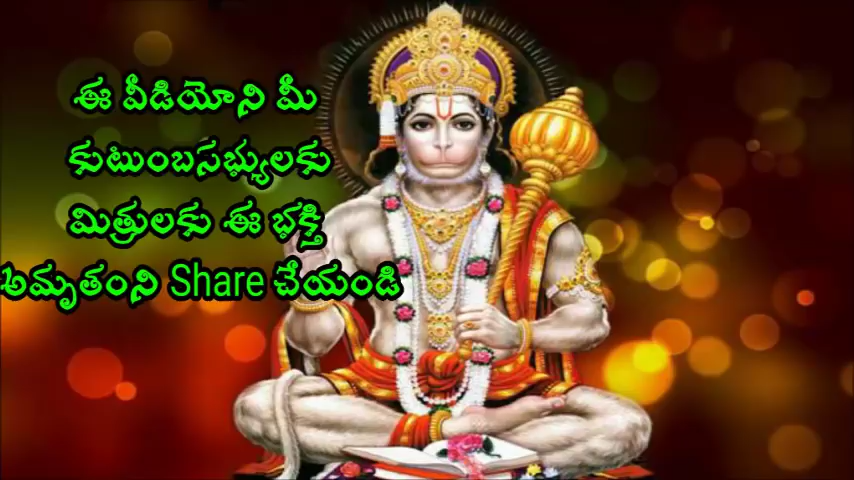 ఈ వీడియోని మీ
కుటుంబసభ్యులకు
మిత్రులకు ఈ భక్తి
అమృతంని Share చేయండి